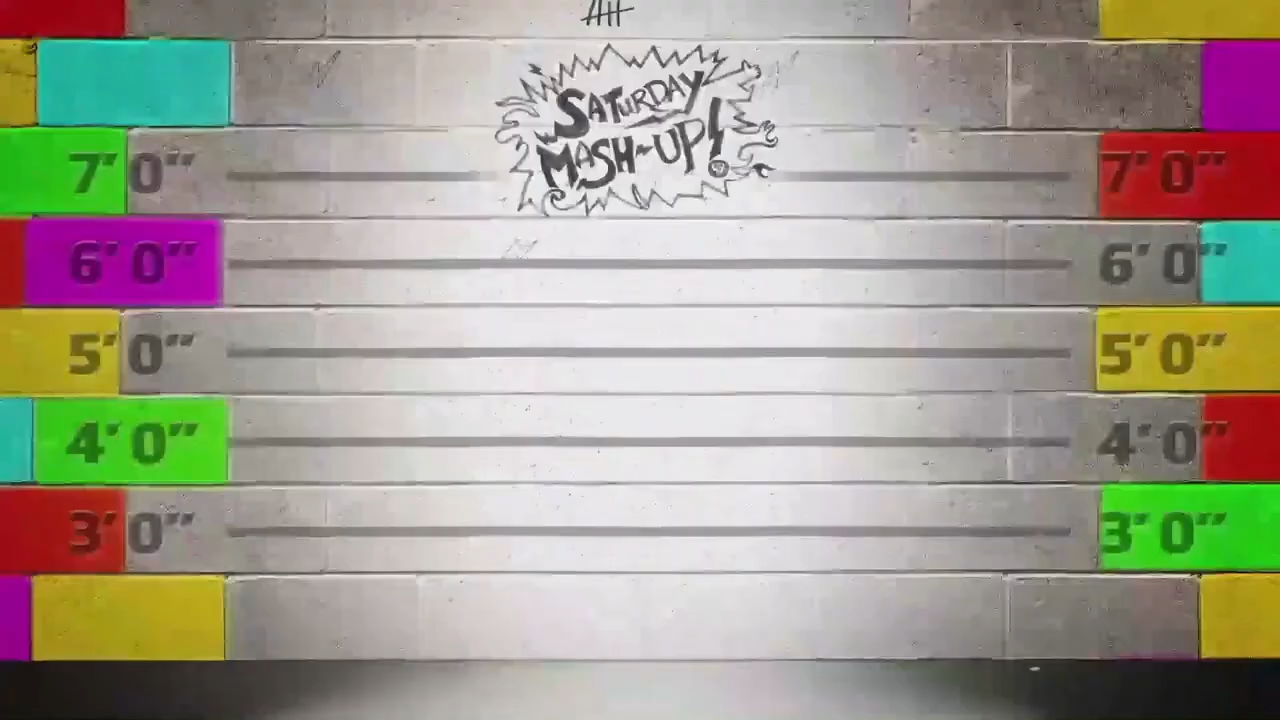 SATURDAY
MASH-UP!
7' 0" 7' 0"
6' 0" 6' 0"
5' 0" 5' 0"
4' 0" 4' 0"
3' 0" 3' 0"